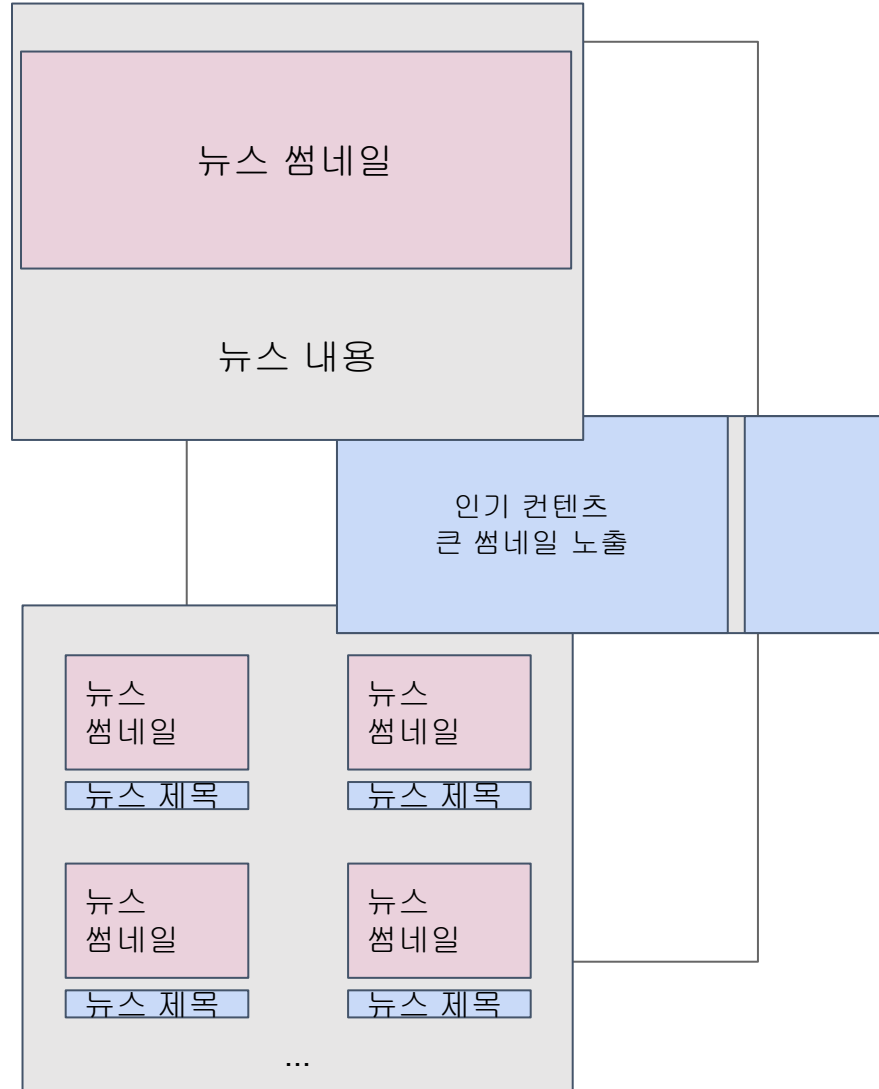 뉴스 썸네일
뉴스 내용
인기 컨텐츠
큰 썸네일 노출
뉴스
썸네일
뉴스 제목
뉴스
썸네일
뉴스 제목
뉴스
썸네일
뉴스 제목
뉴스
썸네일
뉴스 제목
...